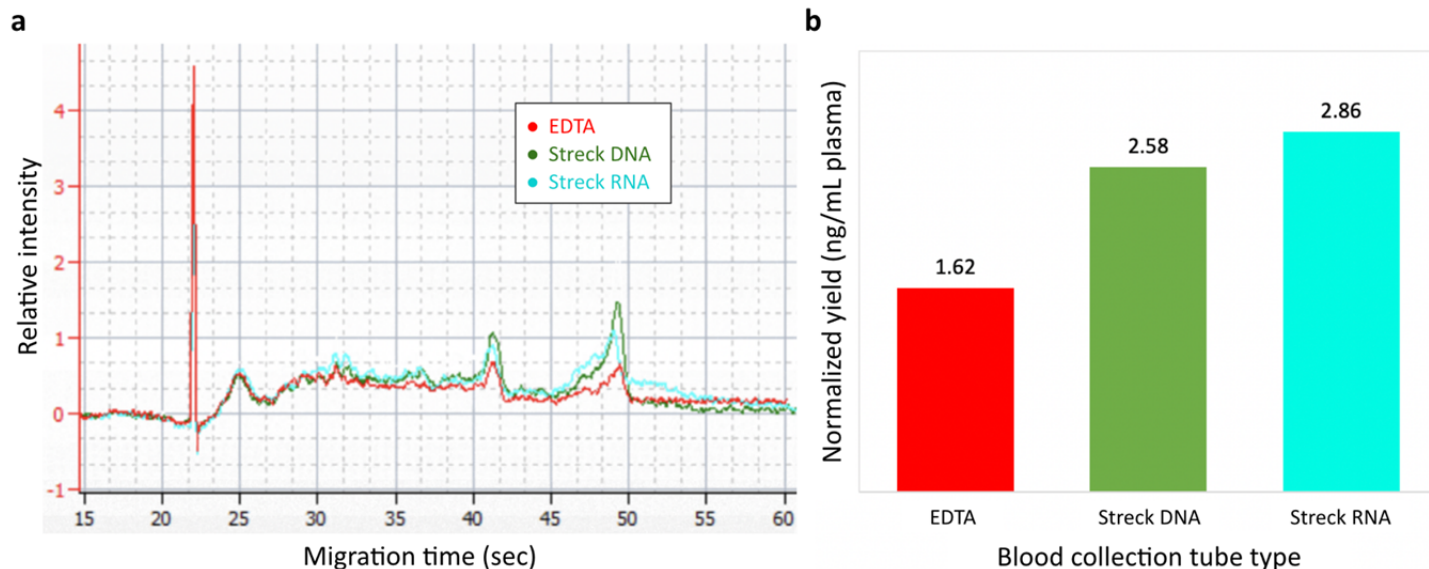 a
Relative intensity
4
3
2
1
0
-1
EDTA
Streck DNA
Streck RNA
15 20 25 30 35 40 45 50 55 60
Migration time (sec)
b
Normalized yield (ng/mL plasma)
1.62
2.58
2.86
EDTA Streck DNA Streck RNA
Blood collection tube type